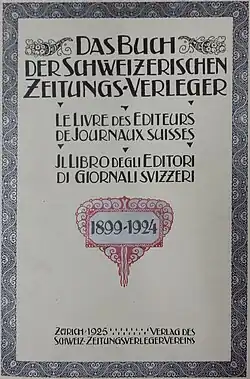 DAS BUCH
DER SCHWEIZERISCHEN
ZEITUNGS-VERLEGER
LE LIVRE DES EDITEURS
DE JOURNAUX SUISSES
JL LIBRO DEGLI EDITORI
DI GIORNALI SVIZZERI
1899-1924
ZÜRICH • 1925 VERLAG DES
SCHWEIZ. ZEITUNGSVERLEGERVEREINS